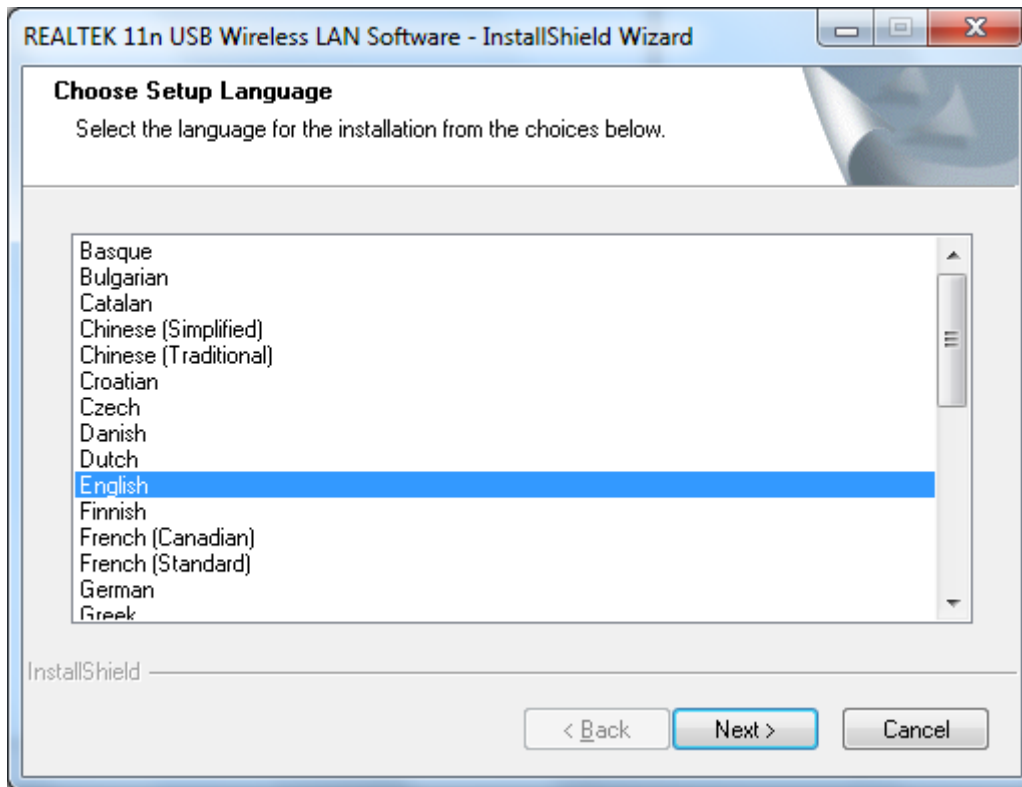 REALTEK 11n USB Wireless LAN Software - InstallShield Wizard
Choose Setup Language
Select the language for the installation from the choices below.
Basque
Bulgarian
Catalan
Chinese (Simplified)
Chinese (Traditional)
Croatian
Czech
Danish
Dutch
English
Finnish
French (Canadian)
French (Standard)
German
Greek
InstallShield
< Back
Next >
Cancel